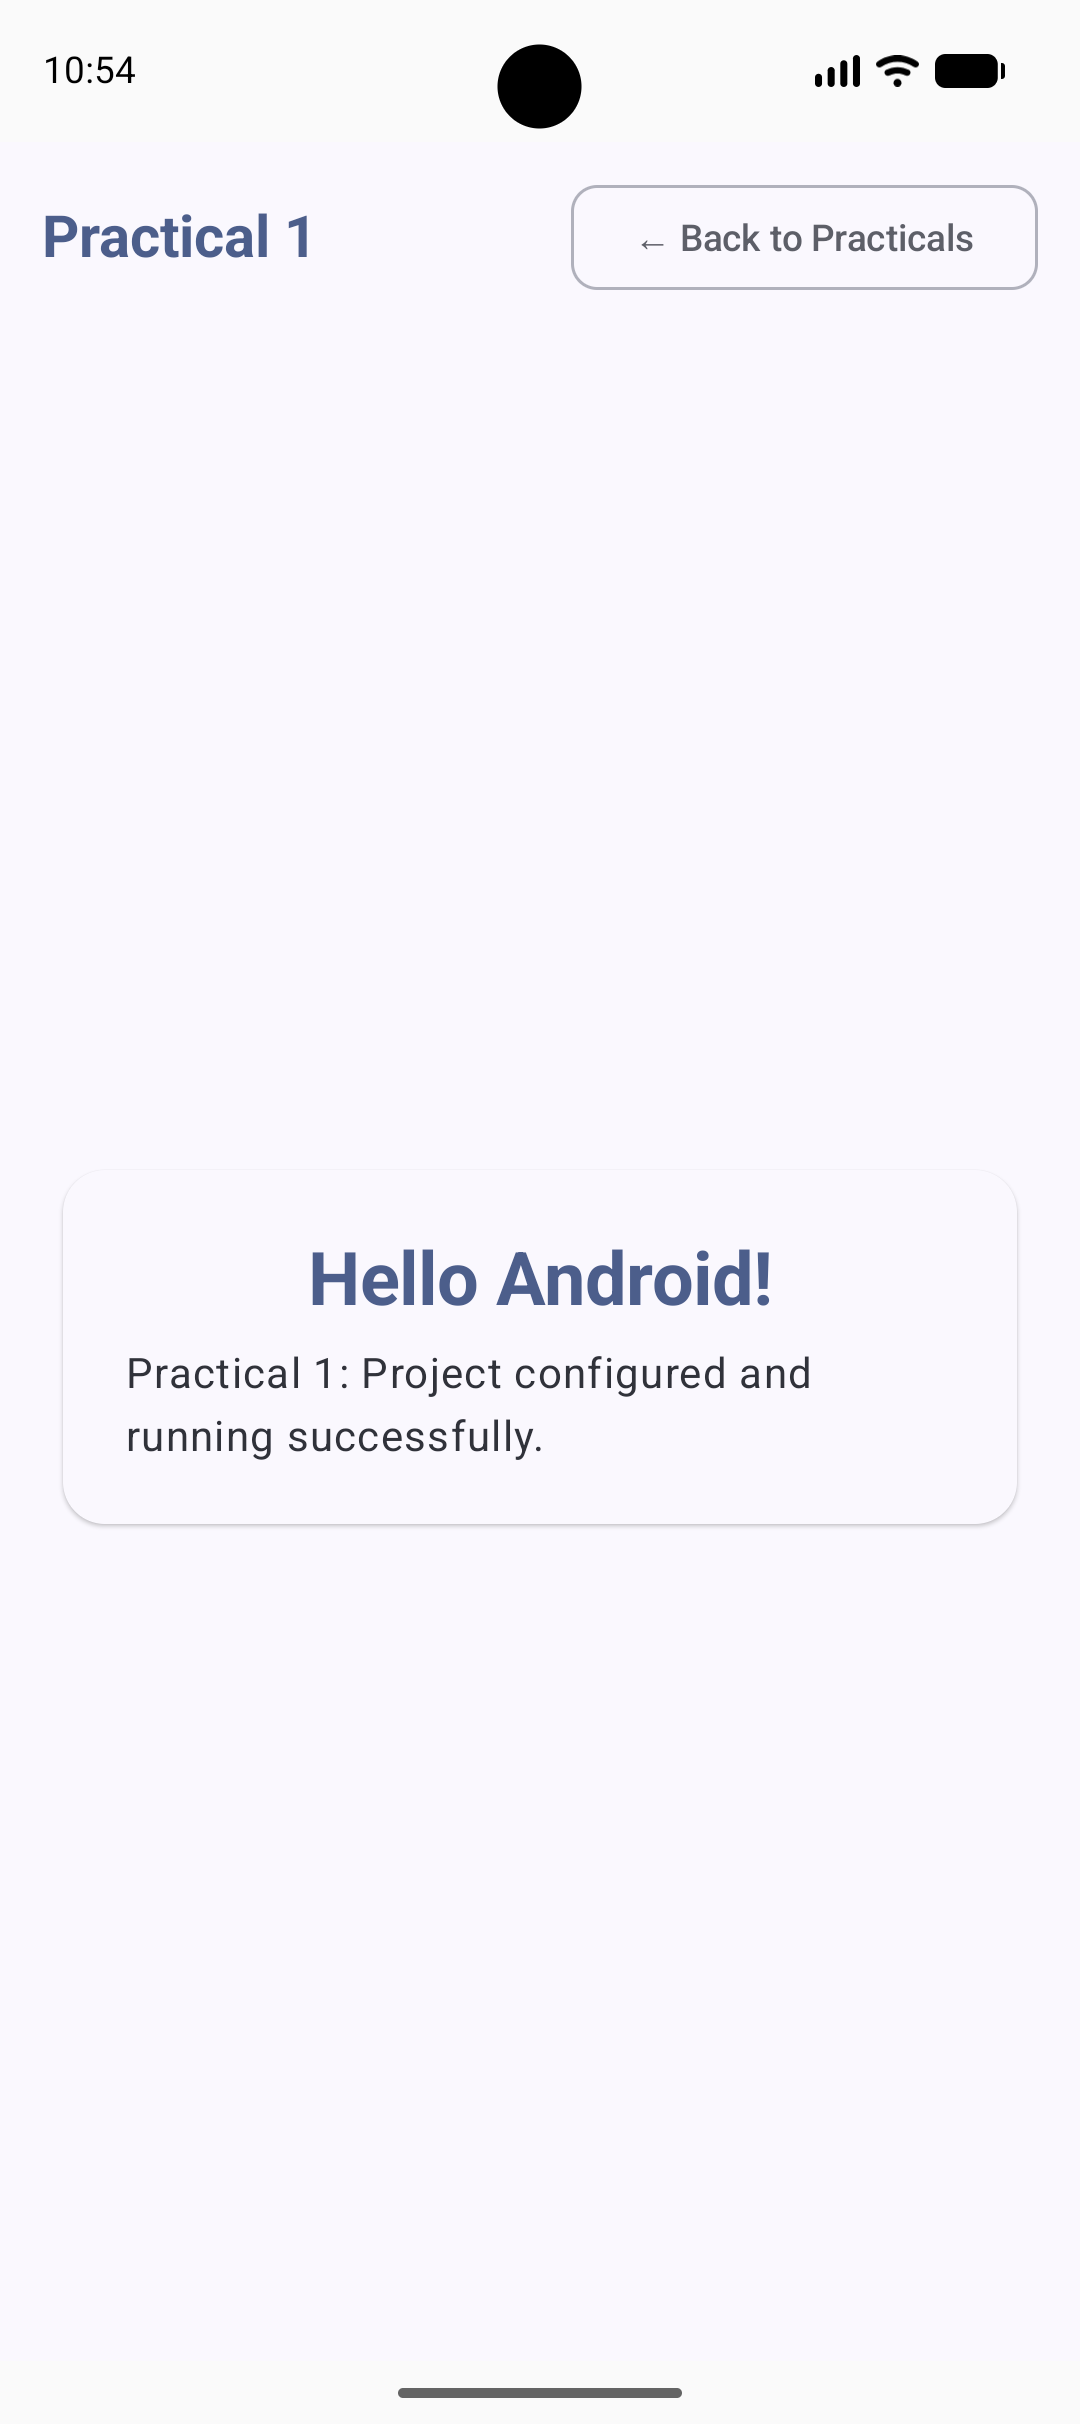 10:54
Practical 1
← Back to Practicals
Hello Android!
Practical 1: Project configured and
running successfully.